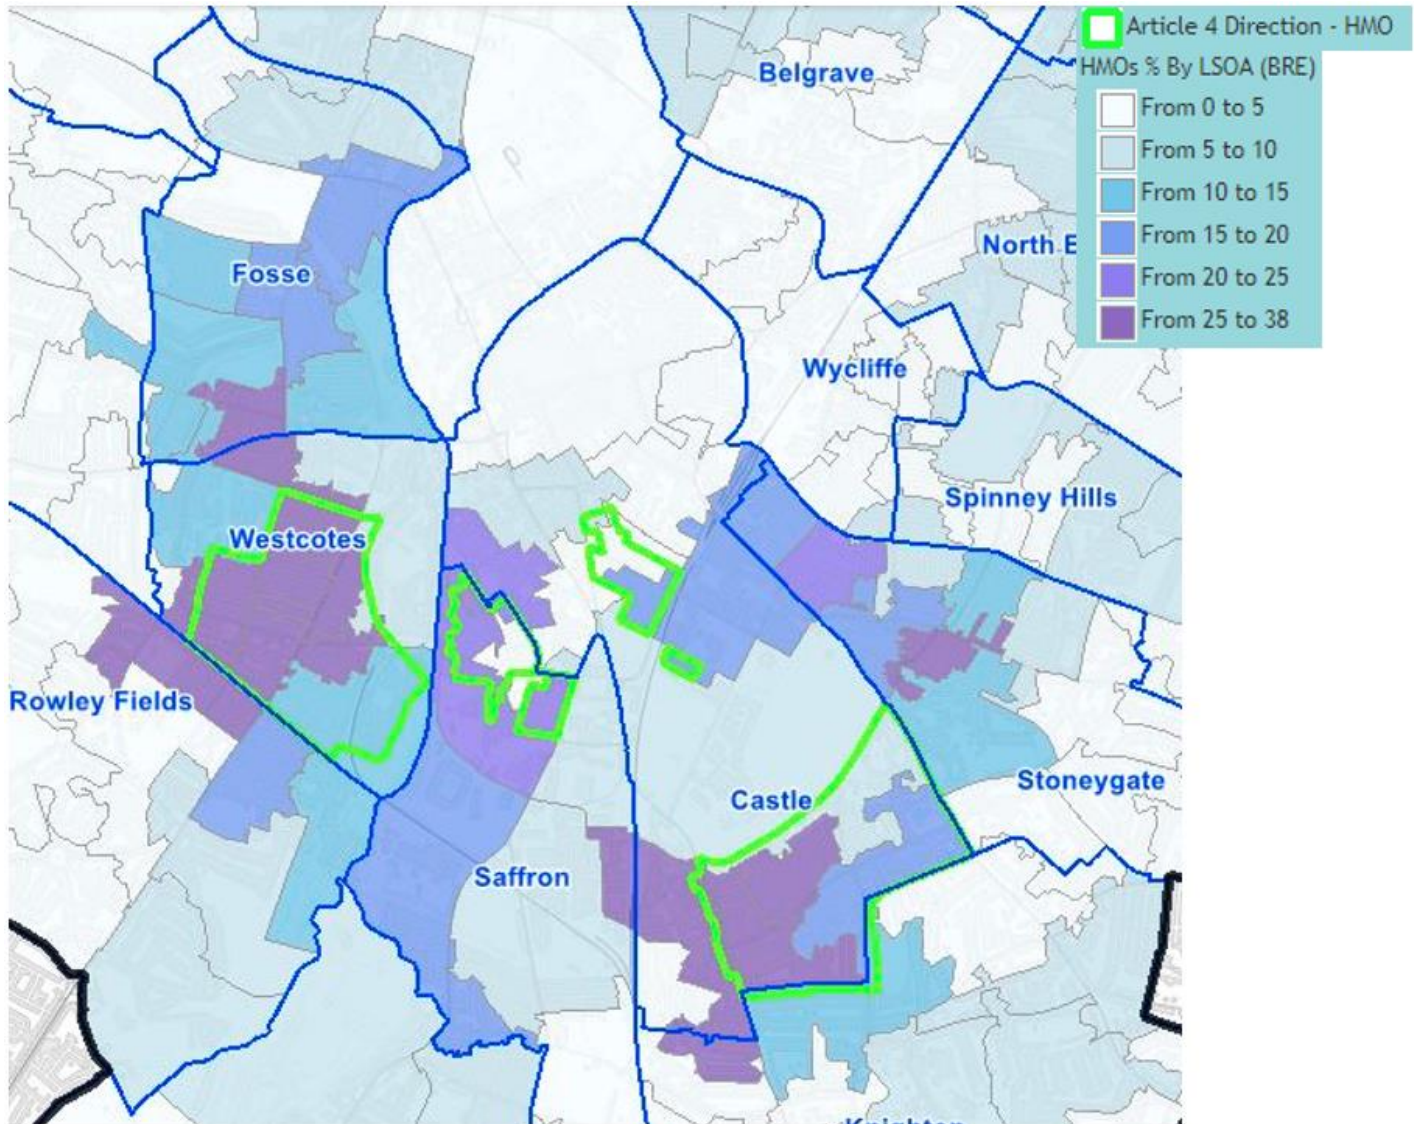 Article 4 Direction - HMO
HMOs % By LSOA (BRE)
From 0 to 5
From 5 to 10
From 10 to 15
From 15 to 20
From 20 to 25
From 25 to 38
Belgrave
North E
Fosse
Wycliffe
Spinney Hills
Westcotes
Rowley Fields
Stoneygate
Castle
Saffron